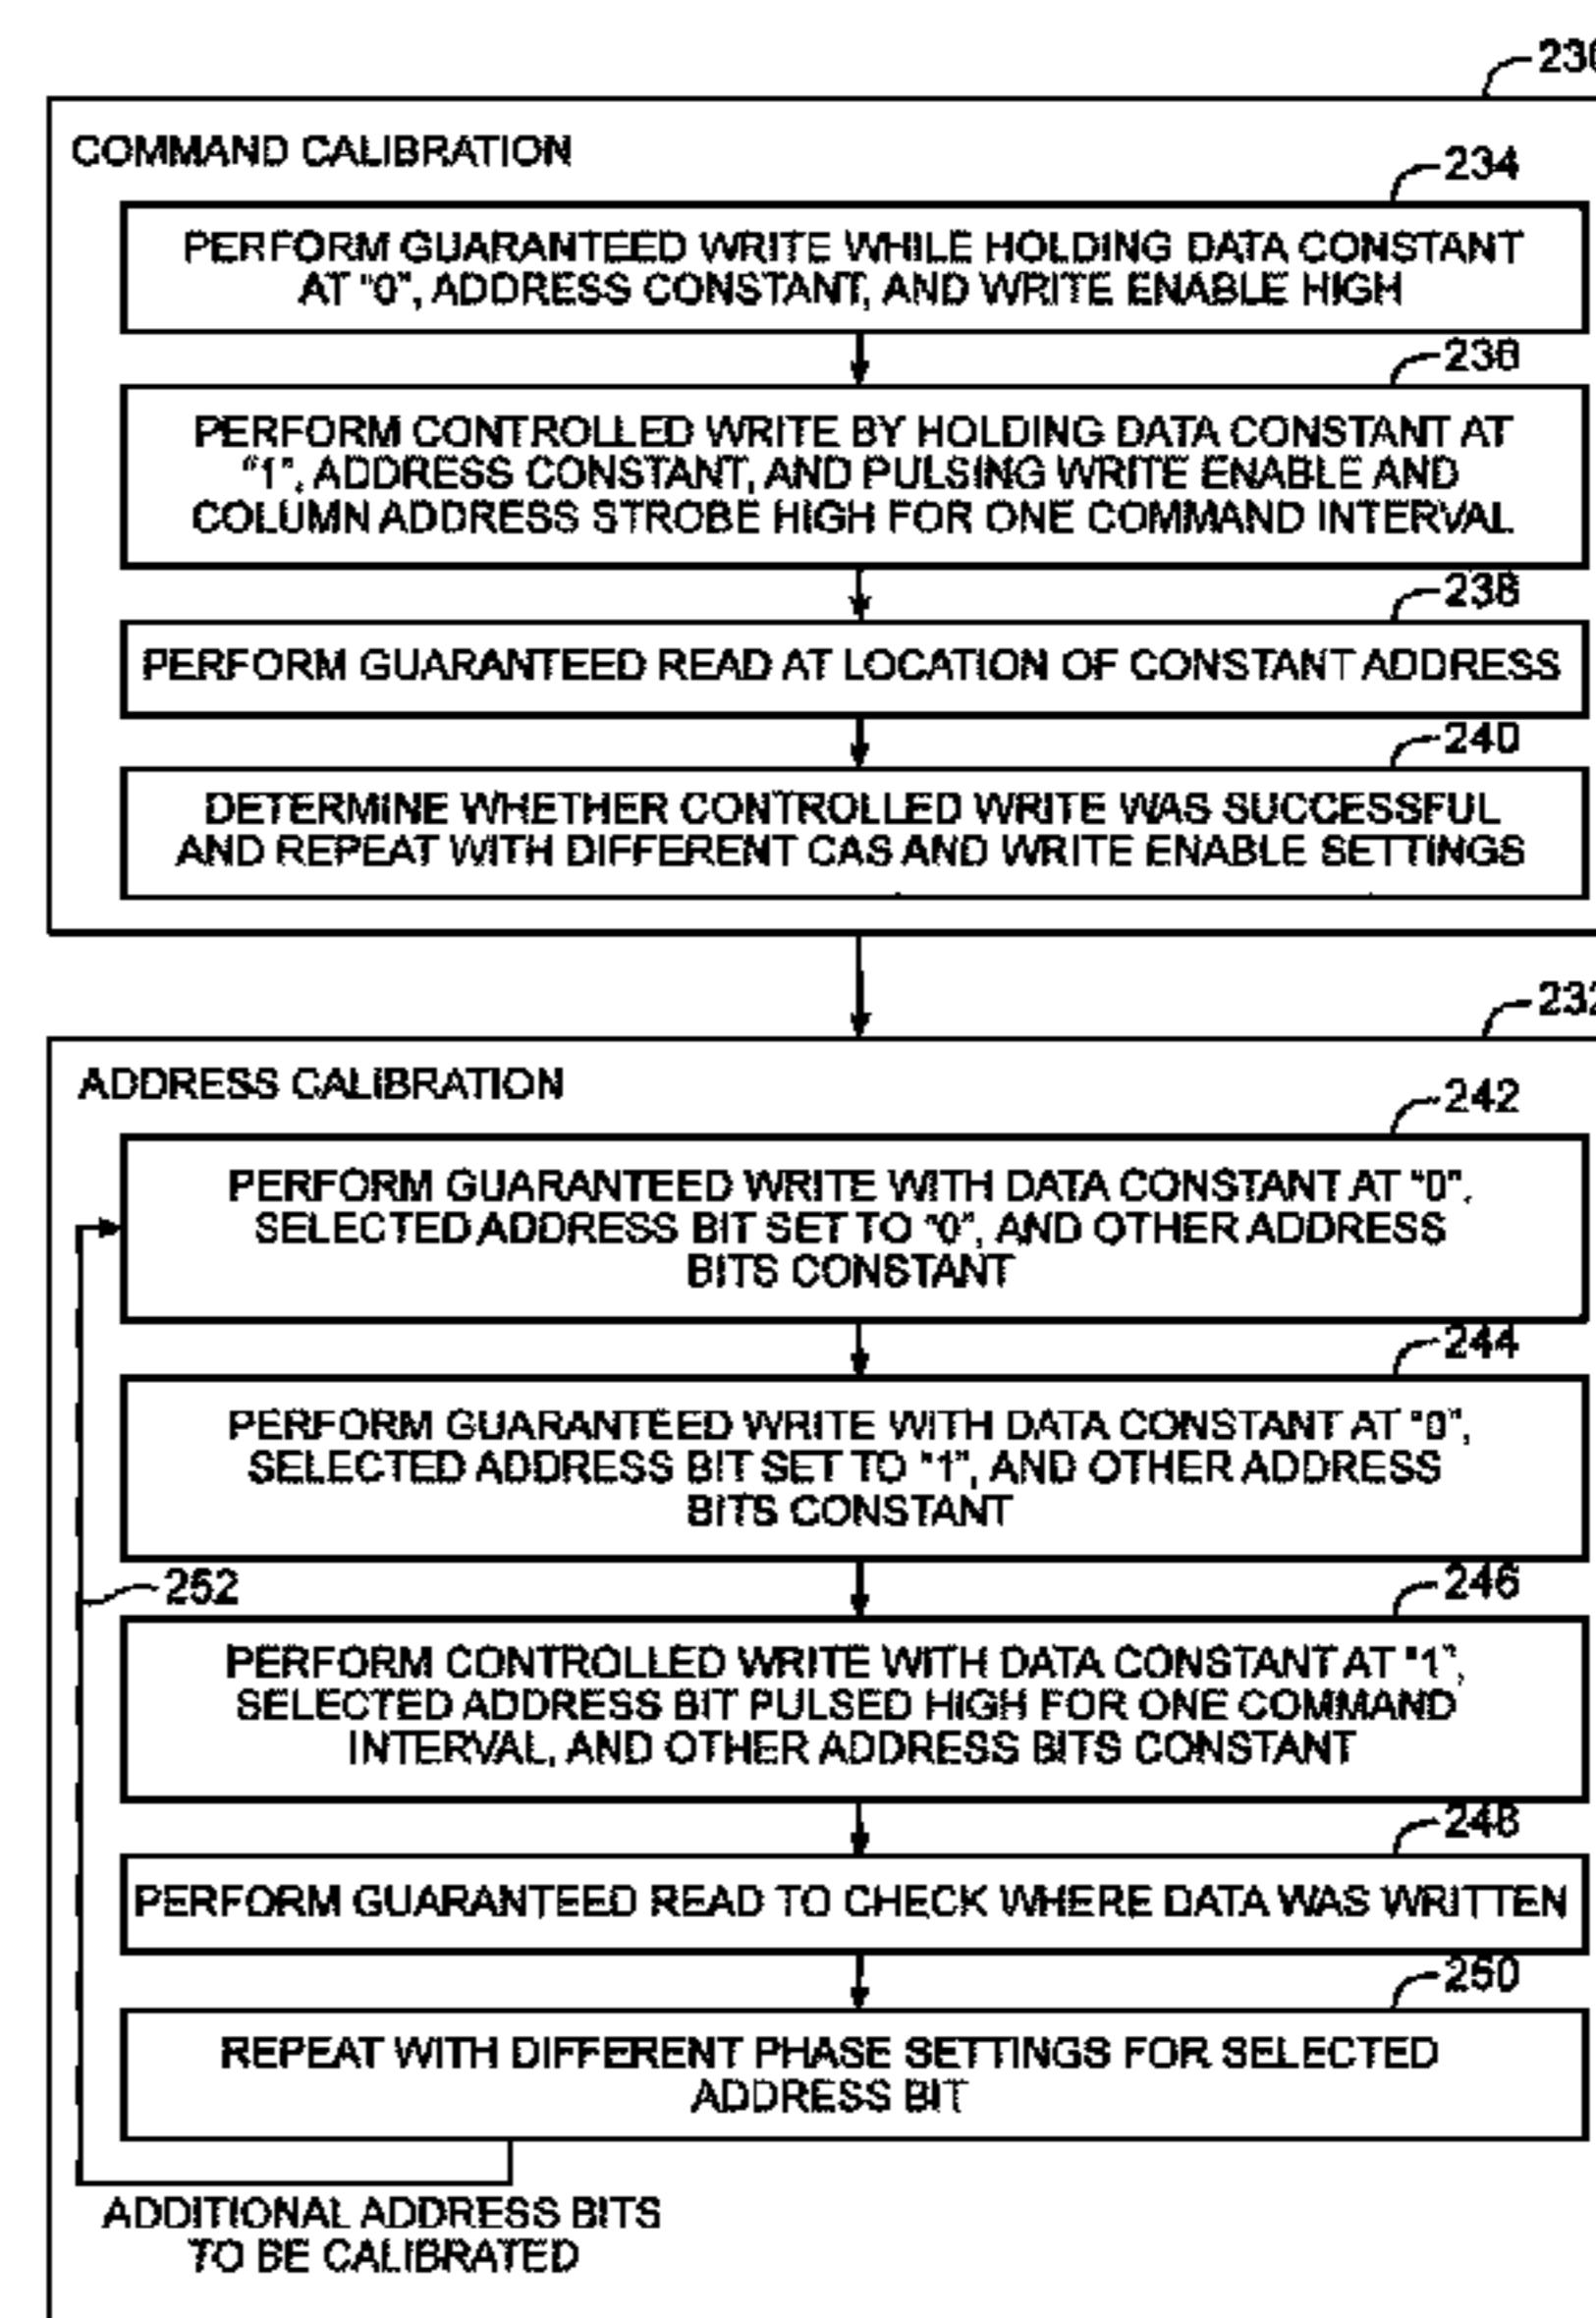 230
COMMAND CALIBRATION
234
PERFORM GUARANTEED WRITE WHILE HOLDING DATA CONSTANT
AT "0", ADDRESS CONSTANT, AND WRITE ENABLE HIGH
236
PERFORM CONTROLLED WRITE BY HOLDING DATA CONSTANT AT
"1", ADDRESS CONSTANT, AND PULSING WRITE ENABLE AND
COLUMN ADDRESS STROBE HIGH FOR ONE COMMAND INTERVAL
238
PERFORM GUARANTEED READ AT LOCATION OF CONSTANT ADDRESS
240
DETERMINE WHETHER CONTROLLED WRITE WAS SUCCESSFUL
AND REPEAT WITH DIFFERENT CAS AND WRITE ENABLE SETTINGS
232
ADDRESS CALIBRATION
242
PERFORM GUARANTEED WRITE WITH DATA CONSTANT AT "0",
SELECTED ADDRESS BIT SET TO "0", AND OTHER ADDRESS
BITS CONSTANT
244
PERFORM GUARANTEED WRITE WITH DATA CONSTANT AT "0",
SELECTED ADDRESS BIT SET TO "1", AND OTHER ADDRESS
BITS CONSTANT
252
246
PERFORM CONTROLLED WRITE WITH DATA CONSTANT AT "1",
SELECTED ADDRESS BIT PULSED HIGH FOR ONE COMMAND
INTERVAL, AND OTHER ADDRESS BITS CONSTANT
248
PERFORM GUARANTEED READ TO CHECK WHERE DATA WAS WRITTEN
250
REPEAT WITH DIFFERENT PHASE SETTINGS FOR SELECTED
ADDRESS BIT
ADDITIONAL ADDRESS BITS
TO BE CALIBRATED